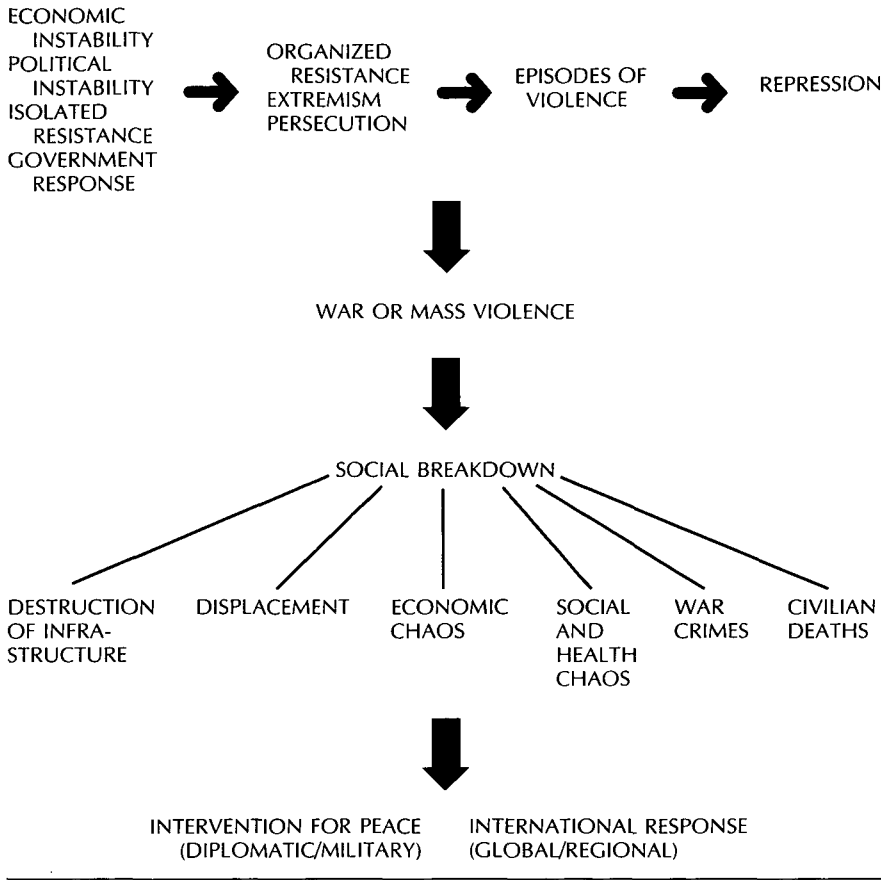 ECONOMIC
INSTABILITY
POLITICAL
INSTABILITY
ISOLATED
RESISTANCE
GOVERNMENT
RESPONSE
ORGANIZED
RESISTANCE
EXTREMISM
PERSECUTION
EPISODES OF
VIOLENCE
REPRESSION
WAR OR MASS VIOLENCE
SOCIAL BREAKDOWN
DESTRUCTION
OF INFRA-
STRUCTURE
DISPLACEMENT
ECONOMIC
CHAOS
SOCIAL
AND
HEALTH
CHAOS
WAR
CRIMES
CIVILIAN
DEATHS
INTERVENTION FOR PEACE
(DIPLOMATIC/MILITARY)
INTERNATIONAL RESPONSE
(GLOBAL/REGIONAL)